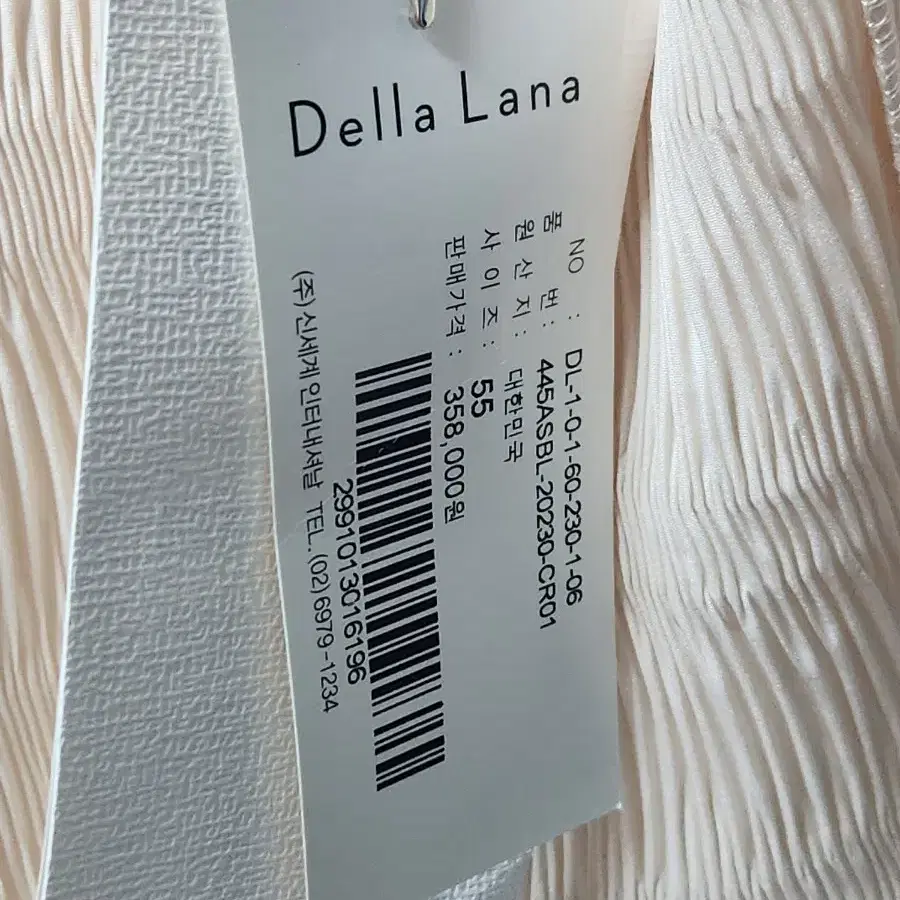 Della Lana
NO : DL-1-0-1-60-230-1-06
품 번 : 445ASBL-20230-CR01
원 산 지 : 대한민국
사 이 즈 : 55
판매가격 : 358,000원
2991013016196
(주)신세계인터내셔날 TEL. (02)6979-1234